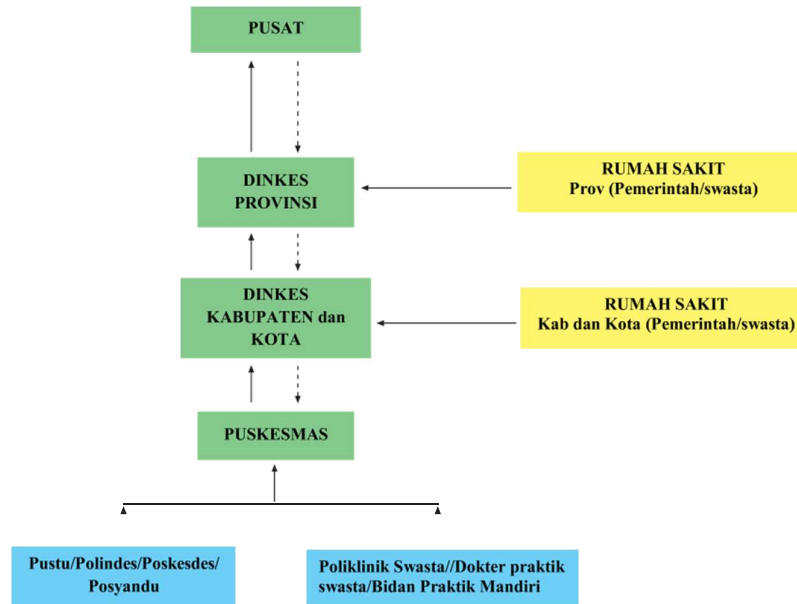 PUSAT
DINKES
PROVINSI
RUMAH SAKIT
Prov (Pemerintah/swasta)
DINKES
KABUPATEN dan
KOTA
RUMAH SAKIT
Kab dan Kota (Pemerintah/swasta)
PUSKESMAS
Pustu/Polindes/Poskesdes/
Posyandu
Poliklinik Swasta//Dokter praktik
swasta/Bidan Praktik Mandiri